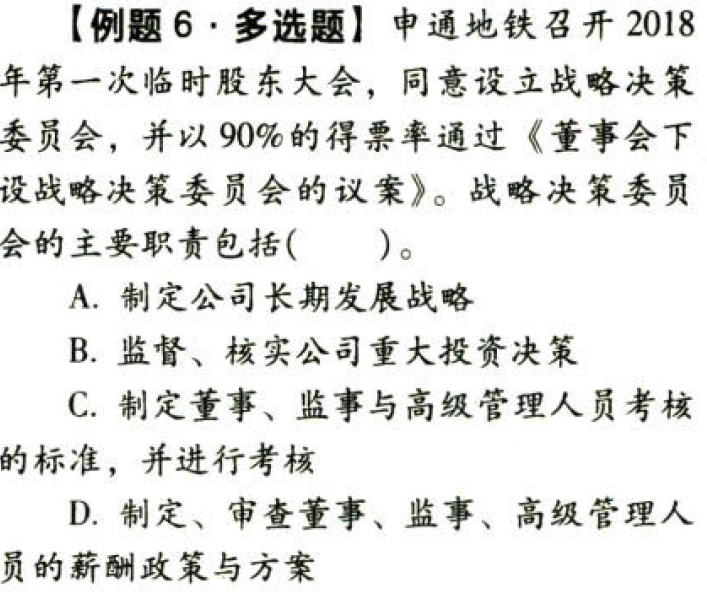 【例题6·多选题】申通地铁召开2018
年第一次临时股东大会，同意设立战略决策
委员会，并以90%的得票率通过《董事会下
设战略决策委员会的议案》。战略决策委员
会的主要职责包括(　　)。
A. 制定公司长期发展战略
B. 监督、核实公司重大投资决策
C. 制定董事、监事与高级管理人员考核
的标准，并进行考核
D. 制定、审查董事、监事、高级管理人
员的薪酬政策与方案